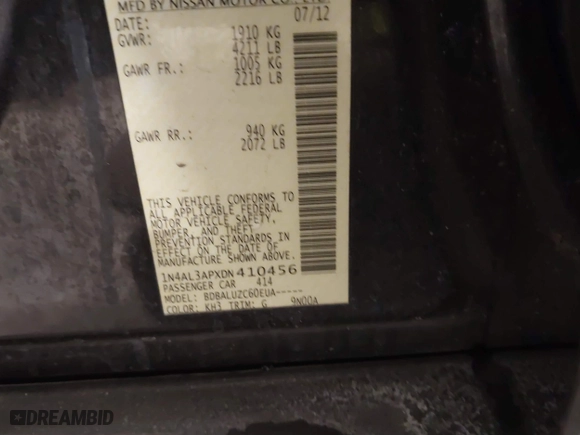 MFD BY NISSAN MOTOR CO., LTD.
DATE: 07/12
GVWR: 1910 KG
4211 LB
GAWR FR.: 1005 KG
2216 LB
GAWR RR.: 940 KG
2072 LB
THIS VEHICLE CONFORMS TO
ALL APPLICABLE FEDERAL
MOTOR VEHICLE SAFETY,
BUMPER, AND THEFT
PREVENTION STANDARDS IN
EFFECT ON THE DATE OF
MANUFACTURE SHOWN ABOVE.
1N4AL3APXDN410456
PASSENGER CAR 414
MODEL: BDBALUZC60EUA-----
COLOR: KH3 TRIM: G 9N00A
DREAMBID